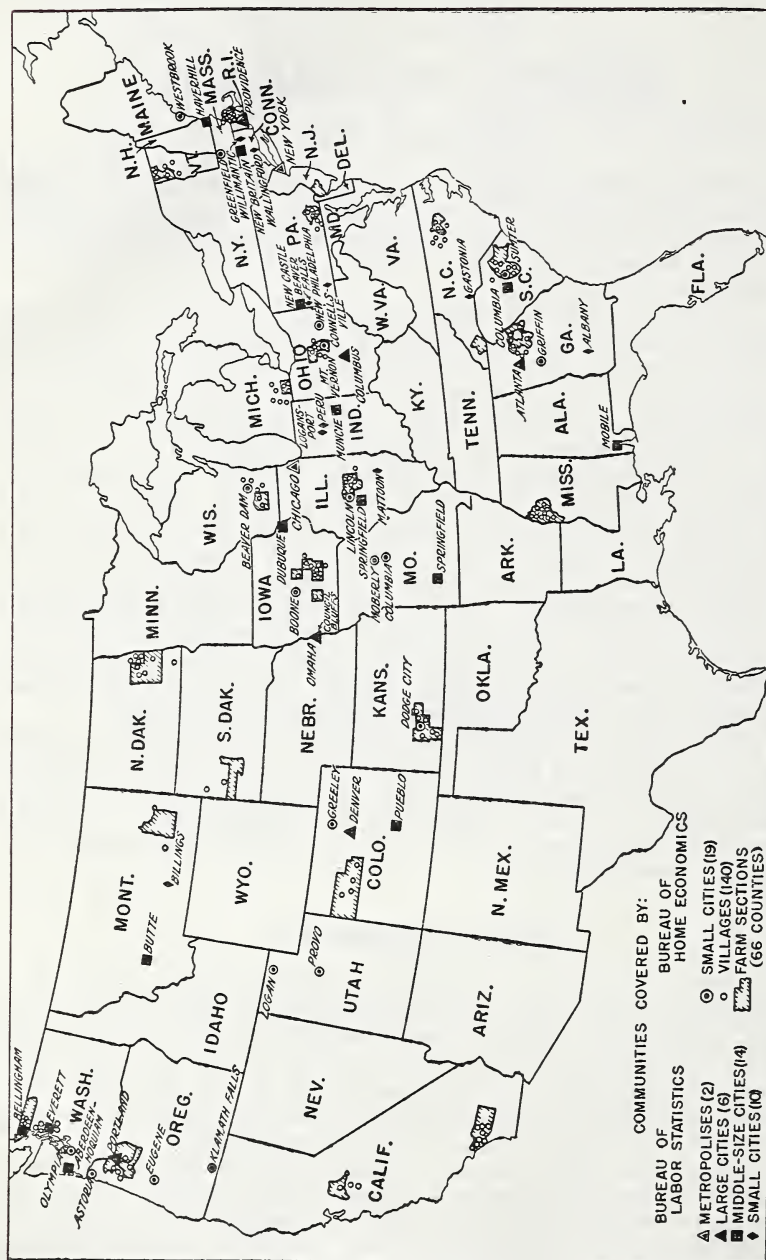 WASH.
BELLINGHAM
EVERETT
OLYMPIA
ABERDEEN-
HOQUIAM
ASTORIA
PORTLAND
OREG.
EUGENE
KLAMATH FALLS
CALIF.
NEV.
IDAHO
MONT.
BUTTE
BILLINGS
WYO.
UTAH
LOGAN
PROVO
ARIZ.
COLO.
GREELEY
DENVER
PUEBLO
N. MEX.
N. DAK.
S. DAK.
NEBR.
OMAHA
KANS.
DODGE CITY
OKLA.
TEX.
MINN.
IOWA
BOONE
COUNCIL
BLUFFS
DUBUQUE
MO.
MOBERLY
COLUMBIA
SPRINGFIELD
ARK.
LA.
WIS.
BEAVER DAM
ILL.
CHICAGO
LINCOLN
SPRINGFIELD
MATTOON
MISS.
MICH.
IND.
LOGANS-
PORT
PERU
MUNCIE
KY.
TENN.
ALA.
MOBILE
OHIO
MT.
VERNON
COLUMBUS
NEW PHILADELPHIA
W. VA.
VA.
N.C.
GASTONIA
S.C.
COLUMBIA
SUMTER
GA.
ATLANTA
GRIFFIN
ALBANY
FLA.
PA.
NEW CASTLE
BEAVER
FALLS
CONNELLS-
VILLE
MD.
DEL.
N.J.
N.Y.
NEW YORK
CONN.
WALLINGFORD
NEW BRITAIN
WILLIMANTIC
GREENFIELD
R.I.
PROVIDENCE
MASS.
HAVERHILL
VT.
N.H.
MAINE
WESTBROOK
COMMUNITIES COVERED BY:
BUREAU OF
LABOR STATISTICS
METROPOLISES (2)
LARGE CITIES (6)
MIDDLE-SIZE CITIES (14)
SMALL CITIES (10)
BUREAU OF
HOME ECONOMICS
SMALL CITIES (19)
VILLAGES (140)
FARM SECTIONS
(66 COUNTIES)